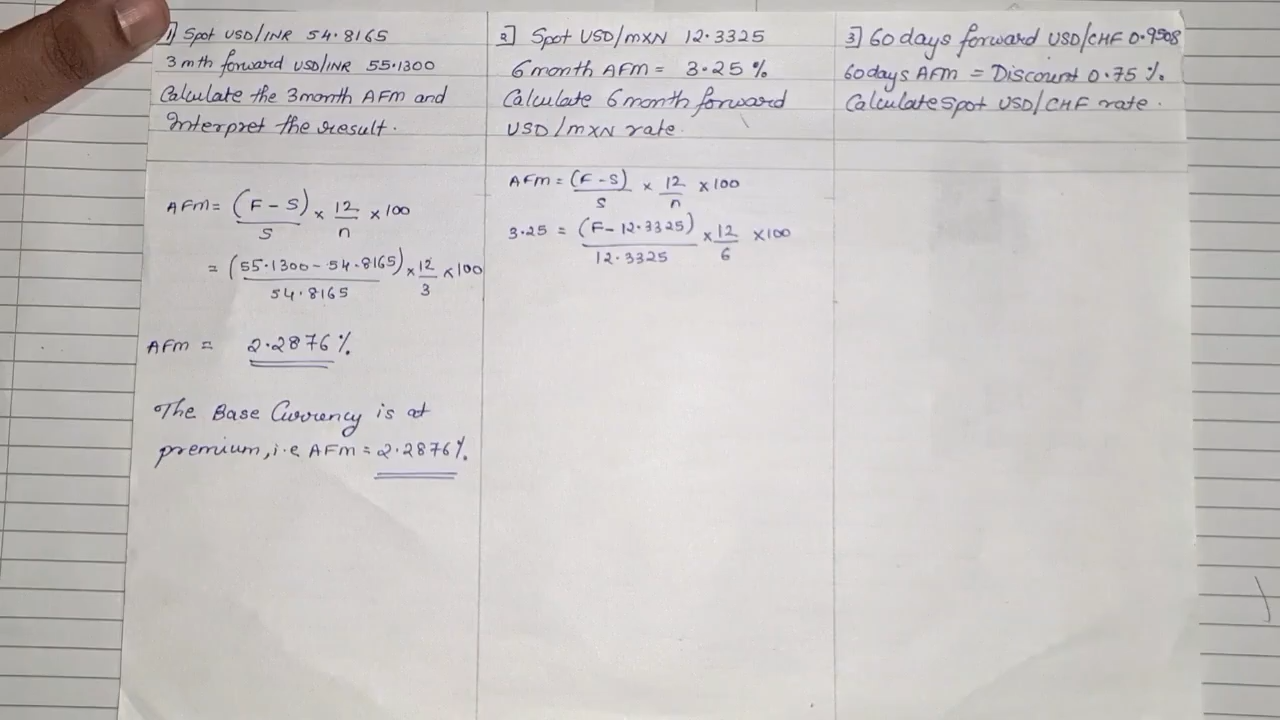 1] Spot USD/INR 54.8165
3 mth forward USD/INR 55.1300
Calculate the 3month AFM and
Interpret the result.
AFM = (F - S)/S × 12/n × 100
= (55.1300 - 54.8165)/54.8165 × 12/3 × 100
AFM = 2.2876 %
The Base Currency is at
premium, i.e AFM = 2.2876 %.
2] Spot USD/MXN 12.3325
6 month AFM = 3.25 %
Calculate 6 month forward
USD/MXN rate.
AFM = (F - S)/S × 12/n × 100
3.25 = (F - 12.3325)/12.3325 × 12/6 × 100
3] 60 days forward USD/CHF 0.9508
60 days AFM = Discount 0.75 %.
Calculate Spot USD/CHF rate.